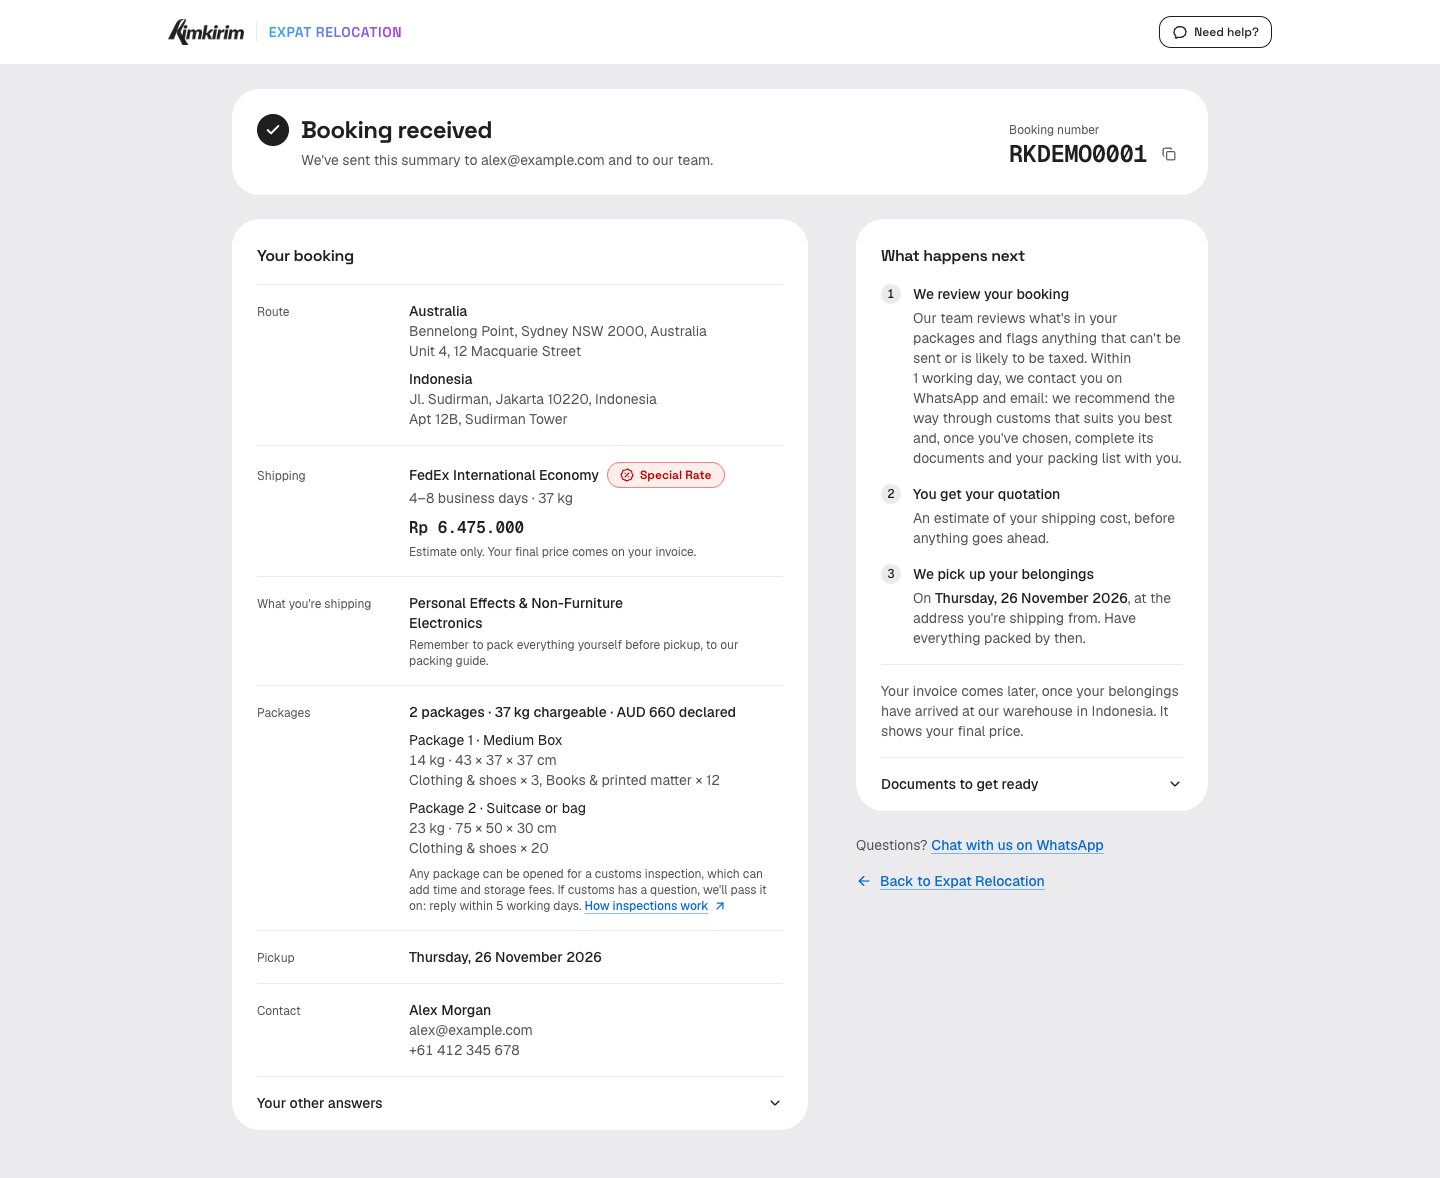 Kimkirim
EXPAT RELOCATION
Need help?
Booking received
We've sent this summary to alex@example.com and to our team.
Booking number
RKDEMO0001
Your booking
Route
Australia
Bennelong Point, Sydney NSW 2000, Australia
Unit 4, 12 Macquarie Street
Indonesia
Jl. Sudirman, Jakarta 10220, Indonesia
Apt 12B, Sudirman Tower
Shipping
FedEx International Economy
Special Rate
4–8 business days · 37 kg
Rp 6.475.000
Estimate only. Your final price comes on your invoice.
What you're shipping
Personal Effects & Non-Furniture
Electronics
Remember to pack everything yourself before pickup, to our
packing guide.
Packages
2 packages · 37 kg chargeable · AUD 660 declared
Package 1 · Medium Box
14 kg · 43 × 37 × 37 cm
Clothing & shoes × 3, Books & printed matter × 12
Package 2 · Suitcase or bag
23 kg · 75 × 50 × 30 cm
Clothing & shoes × 20
Any package can be opened for a customs inspection, which can
add time and storage fees. If customs has a question, we'll pass it
on: reply within 5 working days. How inspections work
Pickup
Thursday, 26 November 2026
Contact
Alex Morgan
alex@example.com
+61 412 345 678
Your other answers
What happens next
1
We review your booking
Our team reviews what's in your
packages and flags anything that can't be
sent or is likely to be taxed. Within
1 working day, we contact you on
WhatsApp and email: we recommend the
way through customs that suits you best
and, once you've chosen, complete its
documents and your packing list with you.
2
You get your quotation
An estimate of your shipping cost, before
anything goes ahead.
3
We pick up your belongings
On Thursday, 26 November 2026, at the
address you're shipping from. Have
everything packed by then.
Your invoice comes later, once your belongings
have arrived at our warehouse in Indonesia. It
shows your final price.
Documents to get ready
Questions? Chat with us on WhatsApp
Back to Expat Relocation